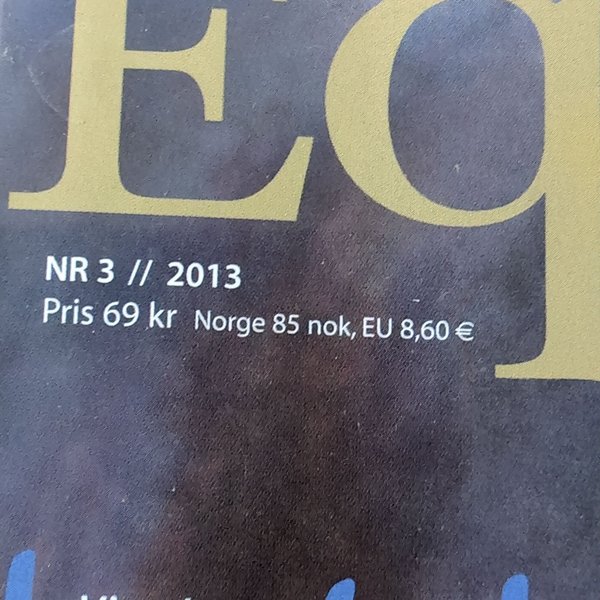 Eq
NR 3 // 2013
Pris 69 kr Norge 85 nok, EU 8,60 €